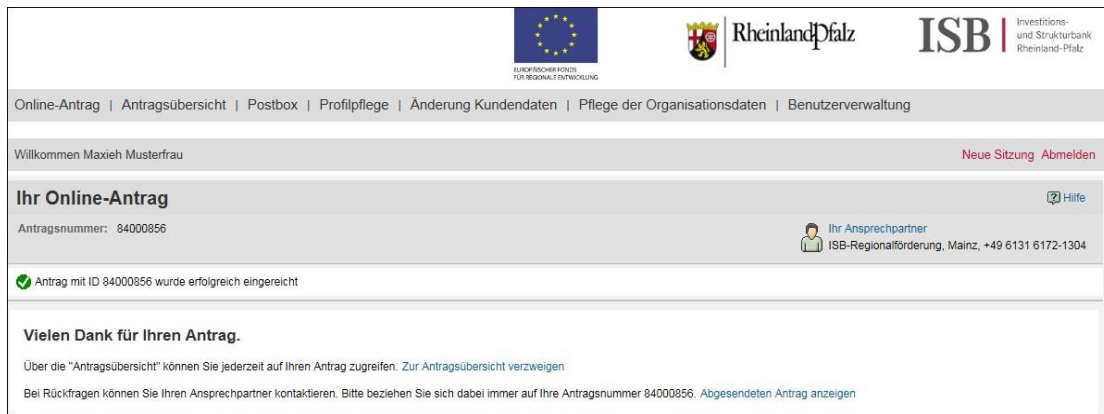 EUROPÄISCHER FONDS
FÜR REGIONALE ENTWICKLUNG
RheinlandPfalz
ISB
Investitions-
und Strukturbank
Rheinland-Pfalz
Online-Antrag | Antragsübersicht | Postbox | Profilpflege | Änderung Kundendaten | Pflege der Organisationsdaten | Benutzerverwaltung
Willkommen Maxieh Musterfrau Neue Sitzung Abmelden
Ihr Online-Antrag Hilfe
Antragsnummer: 84000856
Ihr Ansprechpartner
ISB-Regionalförderung, Mainz, +49 6131 6172-1304
Antrag mit ID 84000856 wurde erfolgreich eingereicht
Vielen Dank für Ihren Antrag.
Über die "Antragsübersicht" können Sie jederzeit auf Ihren Antrag zugreifen. Zur Antragsübersicht verzweigen
Bei Rückfragen können Sie Ihren Ansprechpartner kontaktieren. Bitte beziehen Sie sich dabei immer auf Ihre Antragsnummer 84000856. Abgesendeten Antrag anzeigen